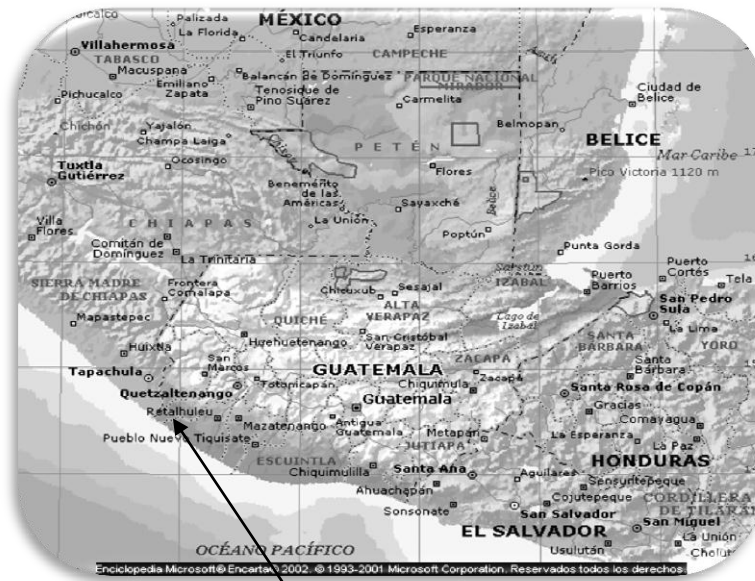 MÉXICO
Palizada
La Florida
Candelaria
Esperanza
Villahermosa
El Triunfo
CAMPECHE
TABASCO
Macuspana
Balancán de Domínguez
PARQUE NACIONAL
MIRADOR
Emiliano
Zapata
Tenosique de
Pino Suárez
Carmelita
Ciudad de
Belice
Pichucalco
Chichón
Yajalón
Champa Laiga
Belmopan
BELICE
PETÉN
Mar Caribe
Ocosingo
Tuxtla
Gutiérrez
Flores
Pico Victoria 1120 m
Benemérito
de las
Américas
Sayaxché
Belice
Villa
Flores
CHIAPAS
La Unión
Poptún
Comitán de
Domínguez
Punta Gorda
La Trinitaria
Puerto
Cortés
SIERRA MADRE
DE CHIAPAS
Frontera
Comalapa
Sarstún
IZABAL
Puerto
Barrios
Tela
Chicuxub
Sesajal
ALTA
VERAPAZ
San Pedro
Sula
Mapastepec
QUICHÉ
Lago de
Izabal
La Lima
San Cristóbal
Verapaz
SANTA
BÁRBARA
YORO
Huixtla
Huehuetenango
ZACAPA
Santa
Bárbara
San
Marcos
GUATEMALA
Tapachula
Totonicapán
Chiquimula
Zacapa
Quetzaltenango
Guatemala
Santa Rosa de Copán
Retalhuleu
Gracias
Mazatenango
Antigua
Guatemala
Metapán
Comayagua
Pueblo Nuevo Tiquisate
JUTIAPA
La Esperanza
La Paz
ESCUINTLA
Chiquimulilla
Santa Ana
Aguilares
HONDURAS
Sensuntepeque
Ahuachapán
Cojutepeque
CORDILLERA
DE TILARÁN
Sonsonate
San Salvador
San Miguel
EL SALVADOR
La Unión
OCÉANO PACÍFICO
Usulután
Enciclopedia Microsoft® Encarta® 2002. © 1993-2001 Microsoft Corporation. Reservados todos los derechos.